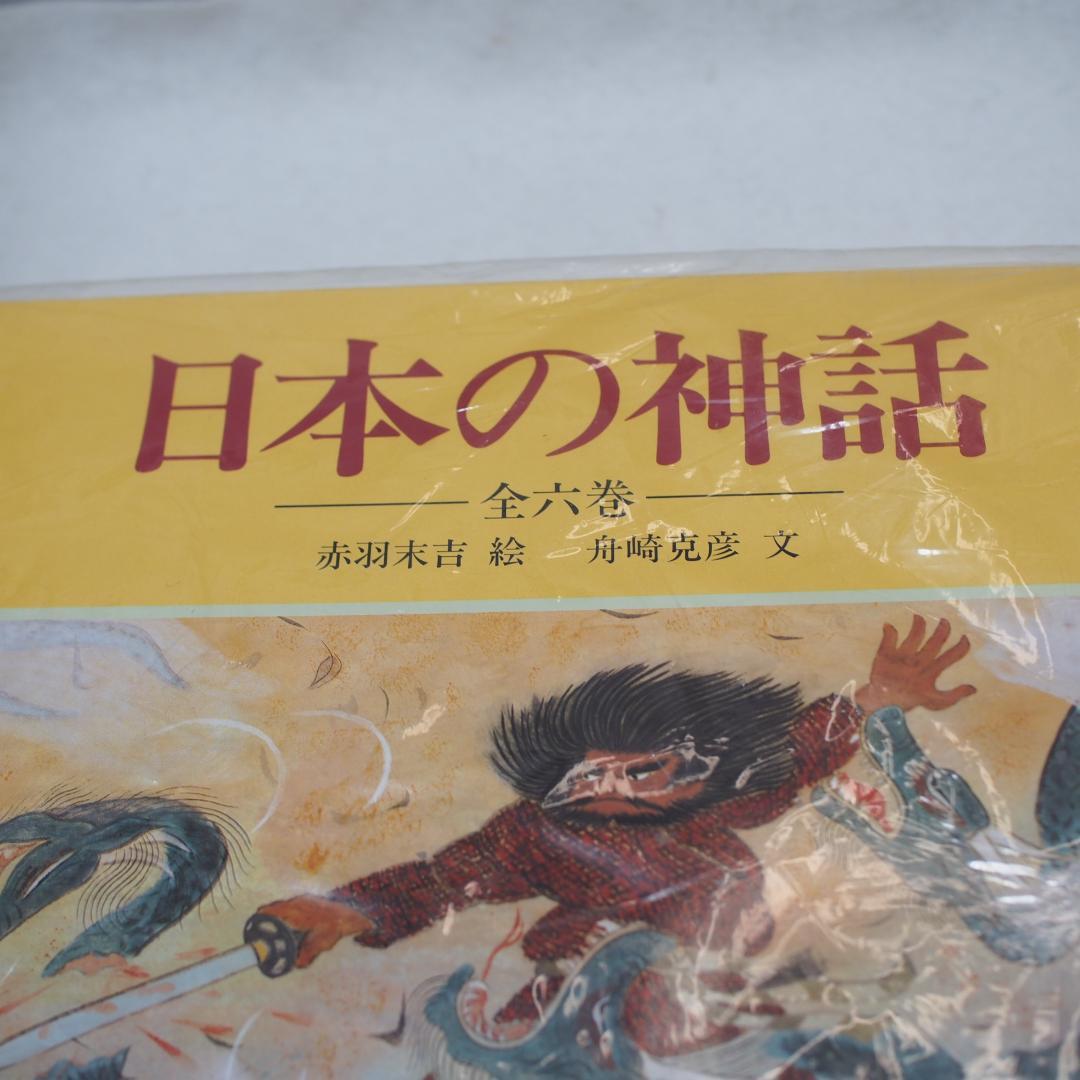 日本の神話
全六巻
赤羽末吉 絵 舟崎克彦 文